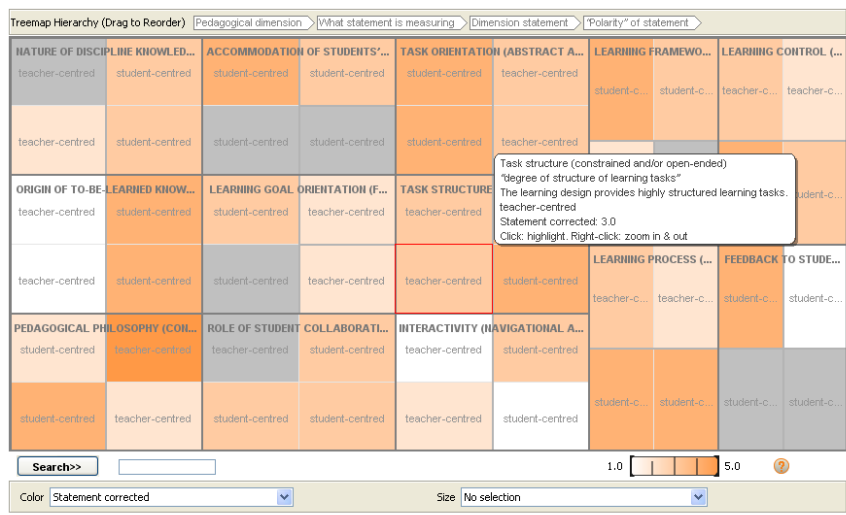 Treemap Hierarchy (Drag to Reorder) Pedagogical dimension What statement is measuring Dimension statement "Polarity" of statement
NATURE OF DISCIPLINE KNOWLED... ACCOMMODATION OF STUDENTS'... TASK ORIENTATION (ABSTRACT A... LEARNING FRAMEWO... LEARNING CONTROL (...
teacher-centred student-centred student-centred student-centred student-centred teacher-centred
student-c... student-c... teacher-c... teacher-c...
teacher-centred student-centred student-centred student-centred student-centred teacher-centred
Task structure (constrained and/or open-ended)
"degree of structure of learning tasks"
The learning design provides highly structured learning tasks.
teacher-centred
Statement corrected: 3.0
Click: highlight. Right-click: zoom in & out
ORIGIN OF TO-BE-LEARNED KNOW... LEARNING GOAL ORIENTATION (F... TASK STRUCTURE
udent-c...
teacher-centred student-centred student-centred teacher-centred teacher-centred
LEARNING PROCESS (... FEEDBACK TO STUDE...
teacher-centred student-centred student-centred teacher-centred teacher-centred student-centred
teacher-c... teacher-c... student-c... student-c...
PEDAGOGICAL PHILOSOPHY (CON... ROLE OF STUDENT COLLABORATI... INTERACTIVITY (NAVIGATIONAL A...
student-centred teacher-centred teacher-centred student-centred teacher-centred student-centred
student-c... student-c... student-c... student-c...
student-centred teacher-centred student-centred student-centred teacher-centred student-centred
Search>> 1.0 5.0 ?
Color Statement corrected Size No selection